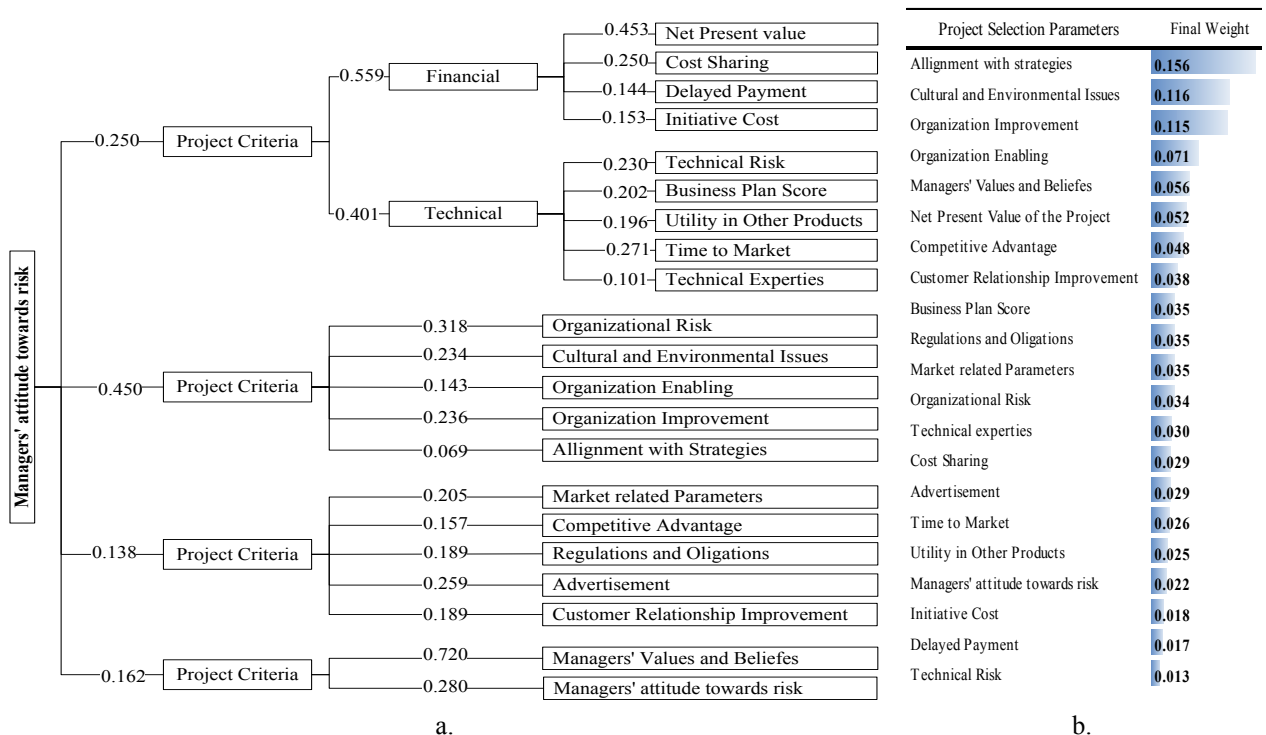 Managers' attitude towards risk
0.250
Project Criteria
0.559
Financial
0.453
Net Present value
0.250
Cost Sharing
0.144
Delayed Payment
0.153
Initiative Cost
0.401
Technical
0.230
Technical Risk
0.202
Business Plan Score
0.196
Utility in Other Products
0.271
Time to Market
0.101
Technical Experties
0.450
Project Criteria
0.318
Organizational Risk
0.234
Cultural and Environmental Issues
0.143
Organization Enabling
0.236
Organization Improvement
0.069
Allignment with Strategies
0.138
Project Criteria
0.205
Market related Parameters
0.157
Competitive Advantage
0.189
Regulations and Oligations
0.259
Advertisement
0.189
Customer Relationship Improvement
0.162
Project Criteria
0.720
Managers' Values and Beliefes
0.280
Managers' attitude towards risk
a.
Project Selection Parameters Final Weight
Allignment with strategies 0.156
Cultural and Environmental Issues 0.116
Organization Improvement 0.115
Organization Enabling 0.071
Managers' Values and Beliefes 0.056
Net Present Value of the Project 0.052
Competitive Advantage 0.048
Customer Relationship Improvement 0.038
Business Plan Score 0.035
Regulations and Oligations 0.035
Market related Parameters 0.035
Organizational Risk 0.034
Technical experties 0.030
Cost Sharing 0.029
Advertisement 0.029
Time to Market 0.026
Utility in Other Products 0.025
Managers' attitude towards risk 0.022
Initiative Cost 0.018
Delayed Payment 0.017
Technical Risk 0.013
b.